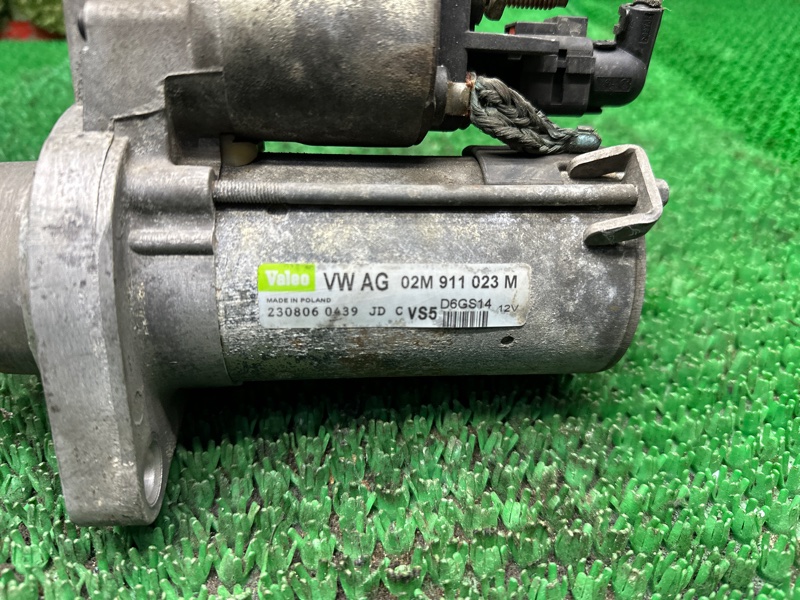 Valeo VW AG 02M 911 023 M
MADE IN POLAND D6GS14
230806 0439 JD C VS5 12V